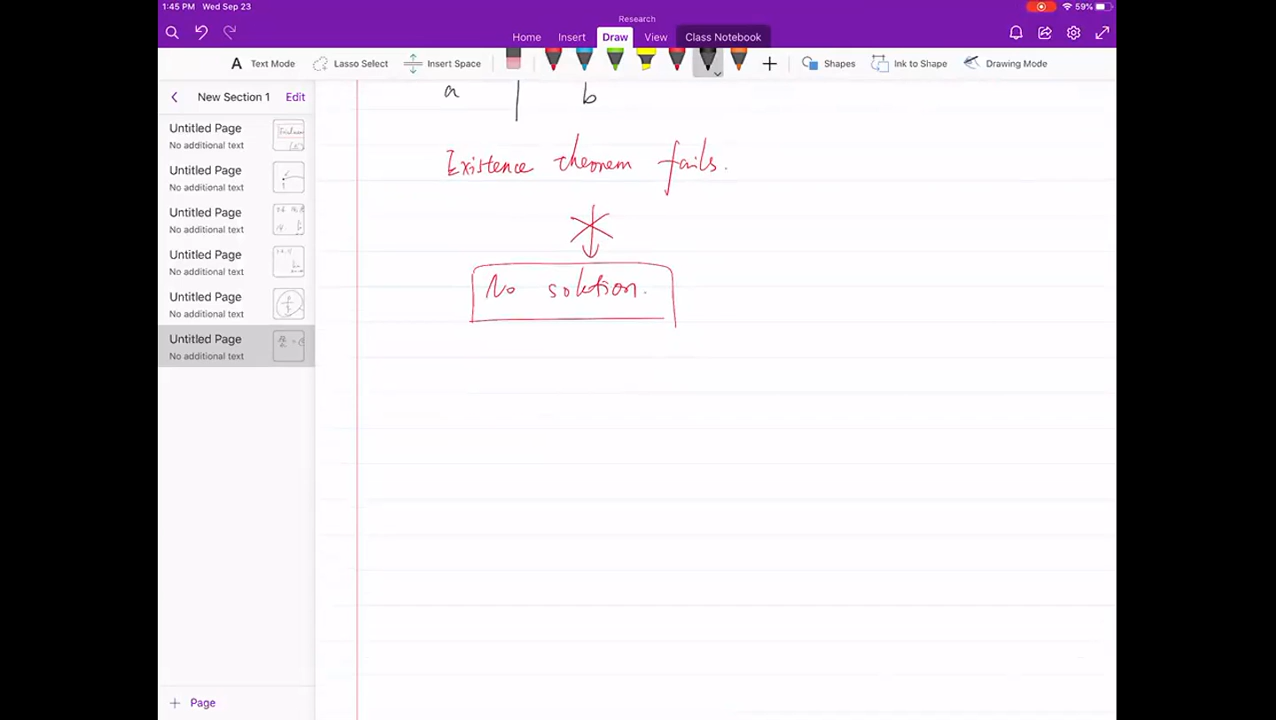 1:45 PM Wed Sep 23
59%
Research
Home Insert Draw View Class Notebook
A Text Mode Lasso Select Insert Space Shapes Ink to Shape Drawing Mode
New Section 1 Edit
a b
Untitled Page
No additional text
Existence theorem fails.
Untitled Page
No additional text
Untitled Page
No additional text
Untitled Page
No additional text
No solution.
Untitled Page
No additional text
Untitled Page
No additional text
+ Page